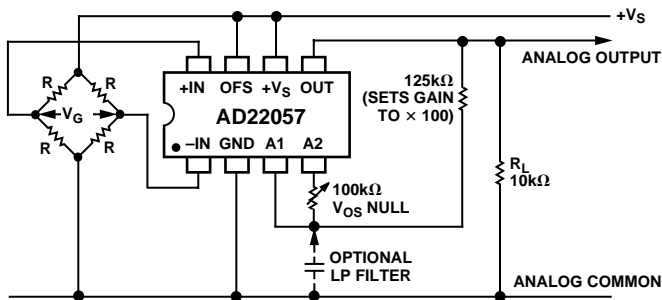 +VS
ANALOG OUTPUT
+IN OFS +VS OUT
AD22057
–IN GND A1 A2
R R
VG
R R
125kΩ
(SETS GAIN
TO × 100)
RL
10kΩ
100kΩ
VOS NULL
OPTIONAL
LP FILTER
ANALOG COMMON